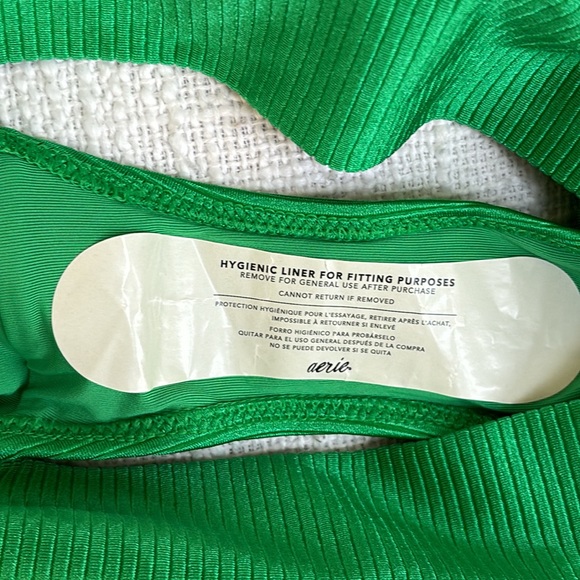 HYGIENIC LINER FOR FITTING PURPOSES
REMOVE FOR GENERAL USE AFTER PURCHASE
CANNOT RETURN IF REMOVED
PROTECTION HYGIÉNIQUE POUR L'ESSAYAGE, RETIRER APRÈS L'ACHAT,
IMPOSSIBLE À RETOURNER SI ENLEVÉ
FORRO HIGIÉNICO PARA PROBÁRSELO
QUITAR PARA EL USO GENERAL DESPUÉS DE LA COMPRA
NO SE PUEDE DEVOLVER SI SE QUITA
aerie